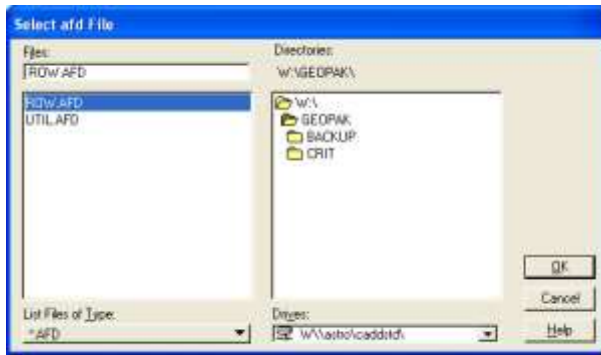 Select afd File
Files:
ROW.AFD
ROW.AFD
UTIL.AFD
List Files of Type:
*.AFD
Directories:
W:\GEOPAK\
W:\
GEOPAK
BACKUP
CRIT
Drives:
W\\astro\caddstd\
OK
Cancel
Help